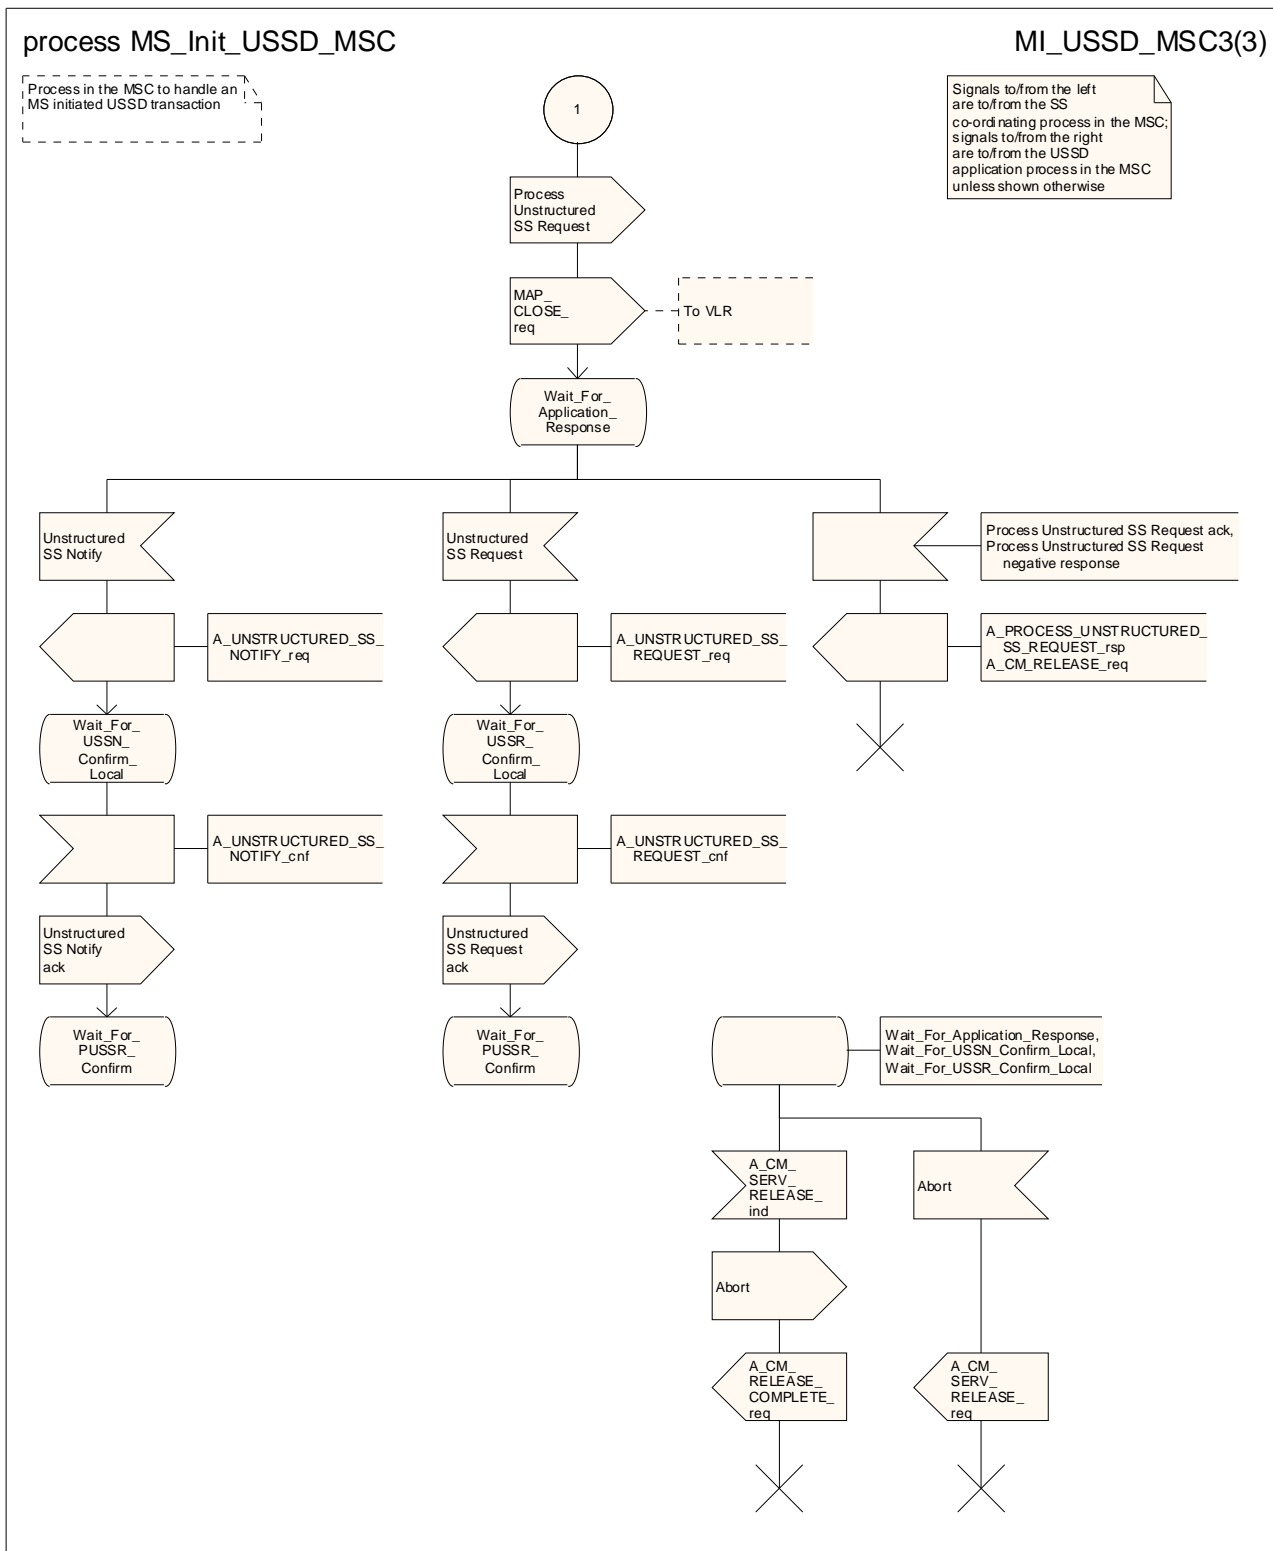 process MS_Init_USSD_MSC
MI_USSD_MSC3(3)
Process in the MSC to handle an
MS initiated USSD transaction
Signals to/from the left
are to/from the SS
co-ordinating process in the MSC;
signals to/from the right
are to/from the USSD
application process in the MSC
unless shown otherwise
1
Process
Unstructured
SS Request
MAP_
CLOSE_
req
To VLR
Wait_For_
Application_
Response
Unstructured
SS Notify
Unstructured
SS Request
Process Unstructured SS Request ack,
Process Unstructured SS Request
negative response
A_UNSTRUCTURED_SS_
NOTIFY_req
A_UNSTRUCTURED_SS_
REQUEST_req
A_PROCESS_UNSTRUCTURED_
SS_REQUEST_rsp
A_CM_RELEASE_req
Wait_For_
USSN_
Confirm_
Local
Wait_For_
USSR_
Confirm_
Local
A_UNSTRUCTURED_SS_
NOTIFY_cnf
A_UNSTRUCTURED_SS_
REQUEST_cnf
Unstructured
SS Notify
ack
Unstructured
SS Request
ack
Wait_For_
PUSSR_
Confirm
Wait_For_
PUSSR_
Confirm
Wait_For_Application_Response,
Wait_For_USSN_Confirm_Local,
Wait_For_USSR_Confirm_Local
A_CM_
SERV_
RELEASE_
ind
Abort
Abort
A_CM_
RELEASE_
COMPLETE_
req
A_CM_
SERV_
RELEASE_
req